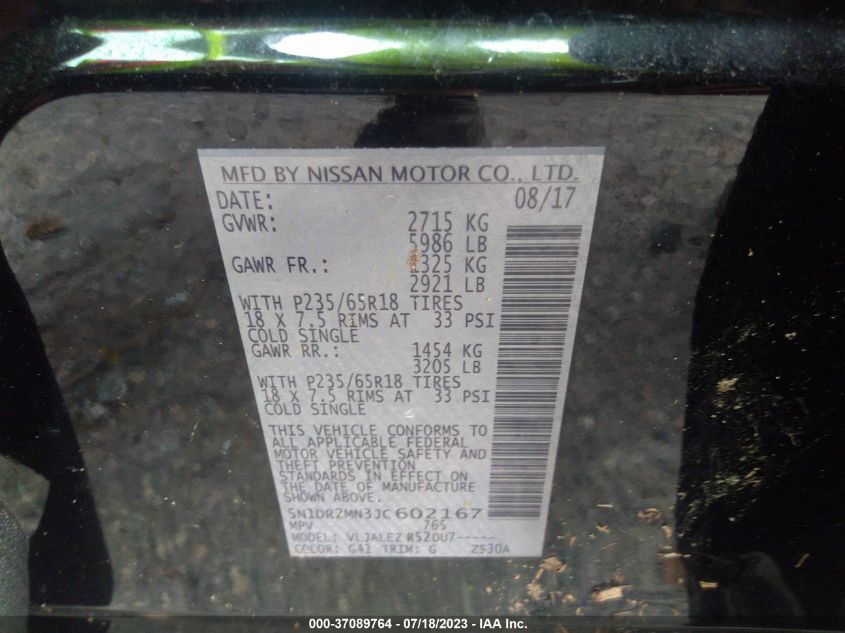 MFD BY NISSAN MOTOR CO., LTD.
DATE: 08/17
GVWR: 2715 KG
5986 LB
GAWR FR.: 1325 KG
2921 LB
WITH P235/65R18 TIRES
18 X 7.5 RIMS AT 33 PSI
COLD SINGLE
GAWR RR.: 1454 KG
3205 LB
WITH P235/65R18 TIRES
18 X 7.5 RIMS AT 33 PSI
COLD SINGLE
THIS VEHICLE CONFORMS TO
ALL APPLICABLE FEDERAL
MOTOR VEHICLE SAFETY AND
THEFT PREVENTION
STANDARDS IN EFFECT ON
THE DATE OF MANUFACTURE
SHOWN ABOVE.
5N1DR2MN3JC602167
MPV 765
MODEL: VLJALEZ R52DU7-----
COLOR: G41 TRIM: G ZS30A
000-37089764 - 07/18/2023 - IAA Inc.